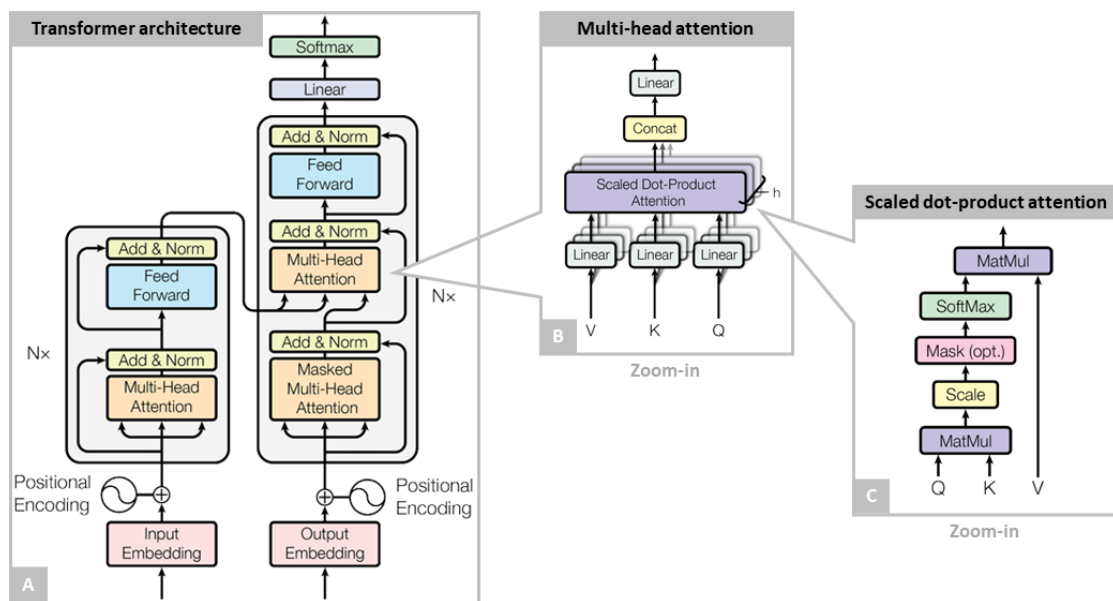 Transformer architecture
Softmax
Linear
Add & Norm
Feed
Forward
Add & Norm
Multi-Head
Attention
Add & Norm
Masked
Multi-Head
Attention
N×
Add & Norm
Feed
Forward
N×
Add & Norm
Multi-Head
Attention
Positional
Encoding
Positional
Encoding
Input
Embedding
Output
Embedding
A
Multi-head attention
Linear
Concat
Scaled Dot-Product
Attention
h
Linear
Linear
Linear
V
K
Q
B
Zoom-in
Scaled dot-product attention
MatMul
SoftMax
Mask (opt.)
Scale
MatMul
Q
K
V
C
Zoom-in